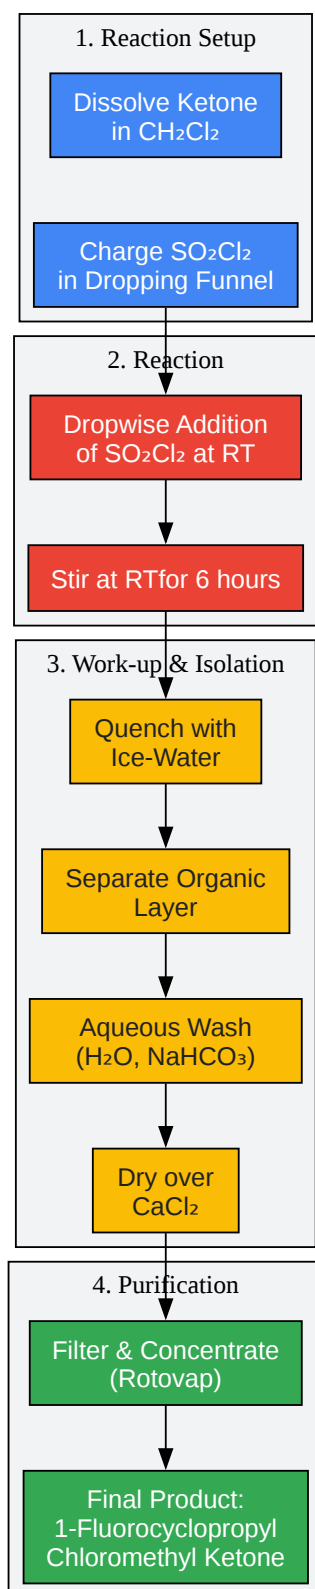 1. Reaction Setup
Dissolve Ketone
in CH₂Cl₂
Charge SO₂Cl₂
in Dropping Funnel
2. Reaction
Dropwise Addition
of SO₂Cl₂ at RT
Stir at RTfor 6 hours
3. Work-up & Isolation
Quench with
Ice-Water
Separate Organic
Layer
Aqueous Wash
(H₂O, NaHCO₃)
Dry over
CaCl₂
4. Purification
Filter & Concentrate
(Rotovap)
Final Product:
1-Fluorocyclopropyl
Chloromethyl Ketone